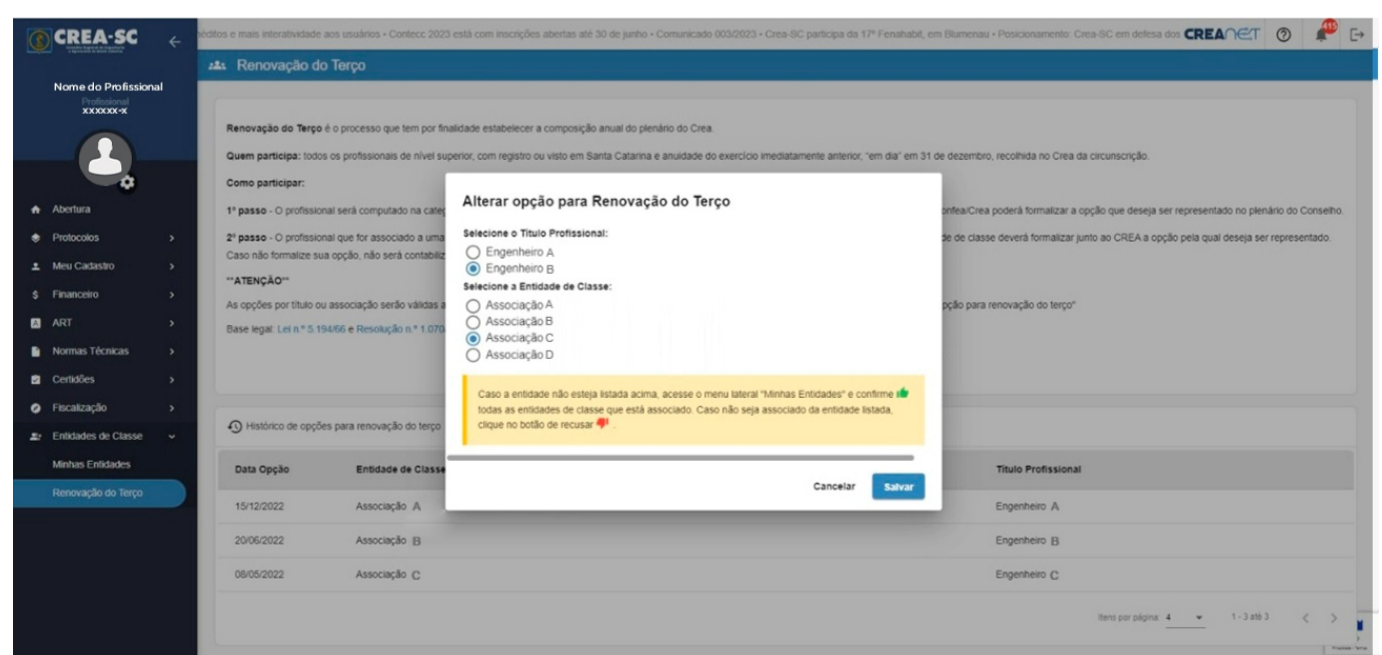 CREA-SC
néditos e mais interatividade aos usuários • Contecc 2023 está com inscrições abertas até 30 de junho • Comunicado 003/2023 • Crea-SC participa da 17ª Fenahabit, em Blumenau • Posicionamento: Crea-SC em defesa dos CREANET
415
Renovação do Terço
Nome do Profissional
Profissional
xxxxxx-x
Abertura
Protocolos
Meu Cadastro
Financeiro
ART
Normas Técnicas
Certidões
Fiscalização
Entidades de Classe
Minhas Entidades
Renovação do Terço
Renovação do Terço é o processo que tem por finalidade estabelecer a composição anual do plenário do Crea.
Quem participa: todos os profissionais de nível superior, com registro ou visto em Santa Catarina e anuidade do exercício imediatamente anterior, "em dia" em 31 de dezembro, recolhida no Crea da circunscrição.
Como participar:
1º passo - O profissional será computado na categ onfea/Crea poderá formalizar a opção que deseja ser representado no plenário do Conselho.
2º passo - O profissional que for associado a uma de de classe deverá formalizar junto ao CREA a opção pela qual deseja ser representado.
Caso não formalize sua opção, não será contabiliz
**ATENÇÃO**
As opções por título ou associação serão válidas a pção para renovação do terço"
Base legal: Lei n.º 5.194/66 e Resolução n.º 1.070
Alterar opção para Renovação do Terço
Selecione o Título Profissional:
Engenheiro A
Engenheiro B
Selecione a Entidade de Classe:
Associação A
Associação B
Associação C
Associação D
Caso a entidade não esteja listada acima, acesse o menu lateral "Minhas Entidades" e confirme
todas as entidades de classe que está associado. Caso não seja associado da entidade listada,
clique no botão de recusar .
Cancelar Salvar
Histórico de opções para renovação do terço
Data Opção Entidade de Classe Título Profissional
15/12/2022 Associação A Engenheiro A
20/06/2022 Associação B Engenheiro B
08/05/2022 Associação C Engenheiro C
Itens por página: 4 1 - 3 até 3